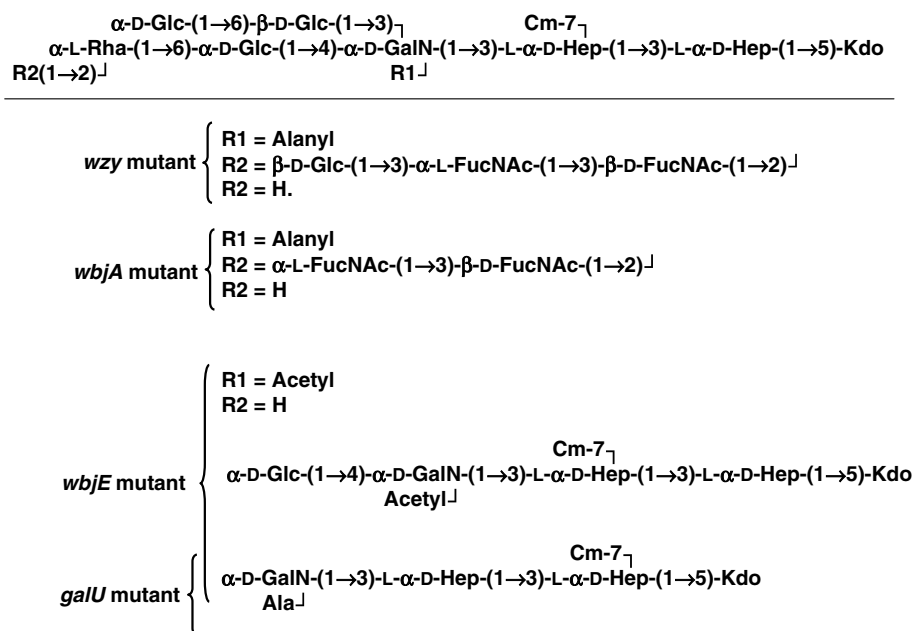 α-D-Glc-(1→6)-β-D-Glc-(1→3)┐ Cm-7┐
α-L-Rha-(1→6)-α-D-Glc-(1→4)-α-D-GalN-(1→3)-L-α-D-Hep-(1→3)-L-α-D-Hep-(1→5)-Kdo
R2(1→2)┘ R1┘
wzy mutant
R1 = Alanyl
R2 = β-D-Glc-(1→3)-α-L-FucNAc-(1→3)-β-D-FucNAc-(1→2)┘
R2 = H.
wbjA mutant
R1 = Alanyl
R2 = α-L-FucNAc-(1→3)-β-D-FucNAc-(1→2)┘
R2 = H
wbjE mutant
R1 = Acetyl
R2 = H
Cm-7┐
α-D-Glc-(1→4)-α-D-GalN-(1→3)-L-α-D-Hep-(1→3)-L-α-D-Hep-(1→5)-Kdo
Acetyl┘
galU mutant
Cm-7┐
α-D-GalN-(1→3)-L-α-D-Hep-(1→3)-L-α-D-Hep-(1→5)-Kdo
Ala┘